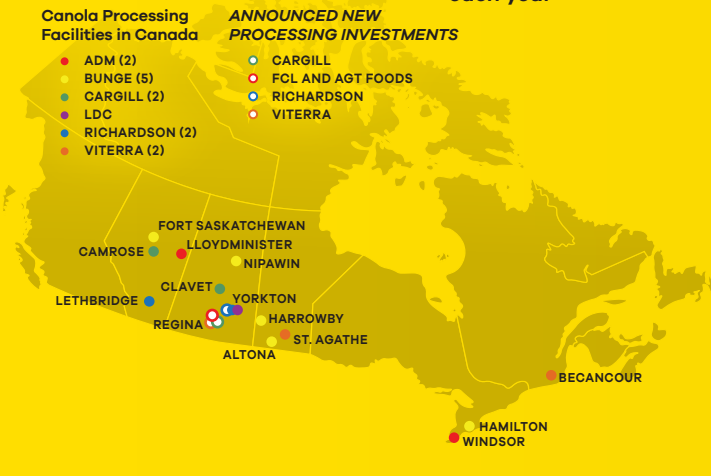 Canola Processing
Facilities in Canada
ADM (2)
BUNGE (5)
CARGILL (2)
LDC
RICHARDSON (2)
VITERRA (2)
ANNOUNCED NEW
PROCESSING INVESTMENTS
CARGILL
FCL AND AGT FOODS
RICHARDSON
VITERRA
FORT SASKATCHEWAN
CAMROSE
LLOYDMINISTER
NIPAWIN
CLAVET
LETHBRIDGE
YORKTON
REGINA
HARROWBY
ST. AGATHE
ALTONA
BECANCOUR
HAMILTON
WINDSOR